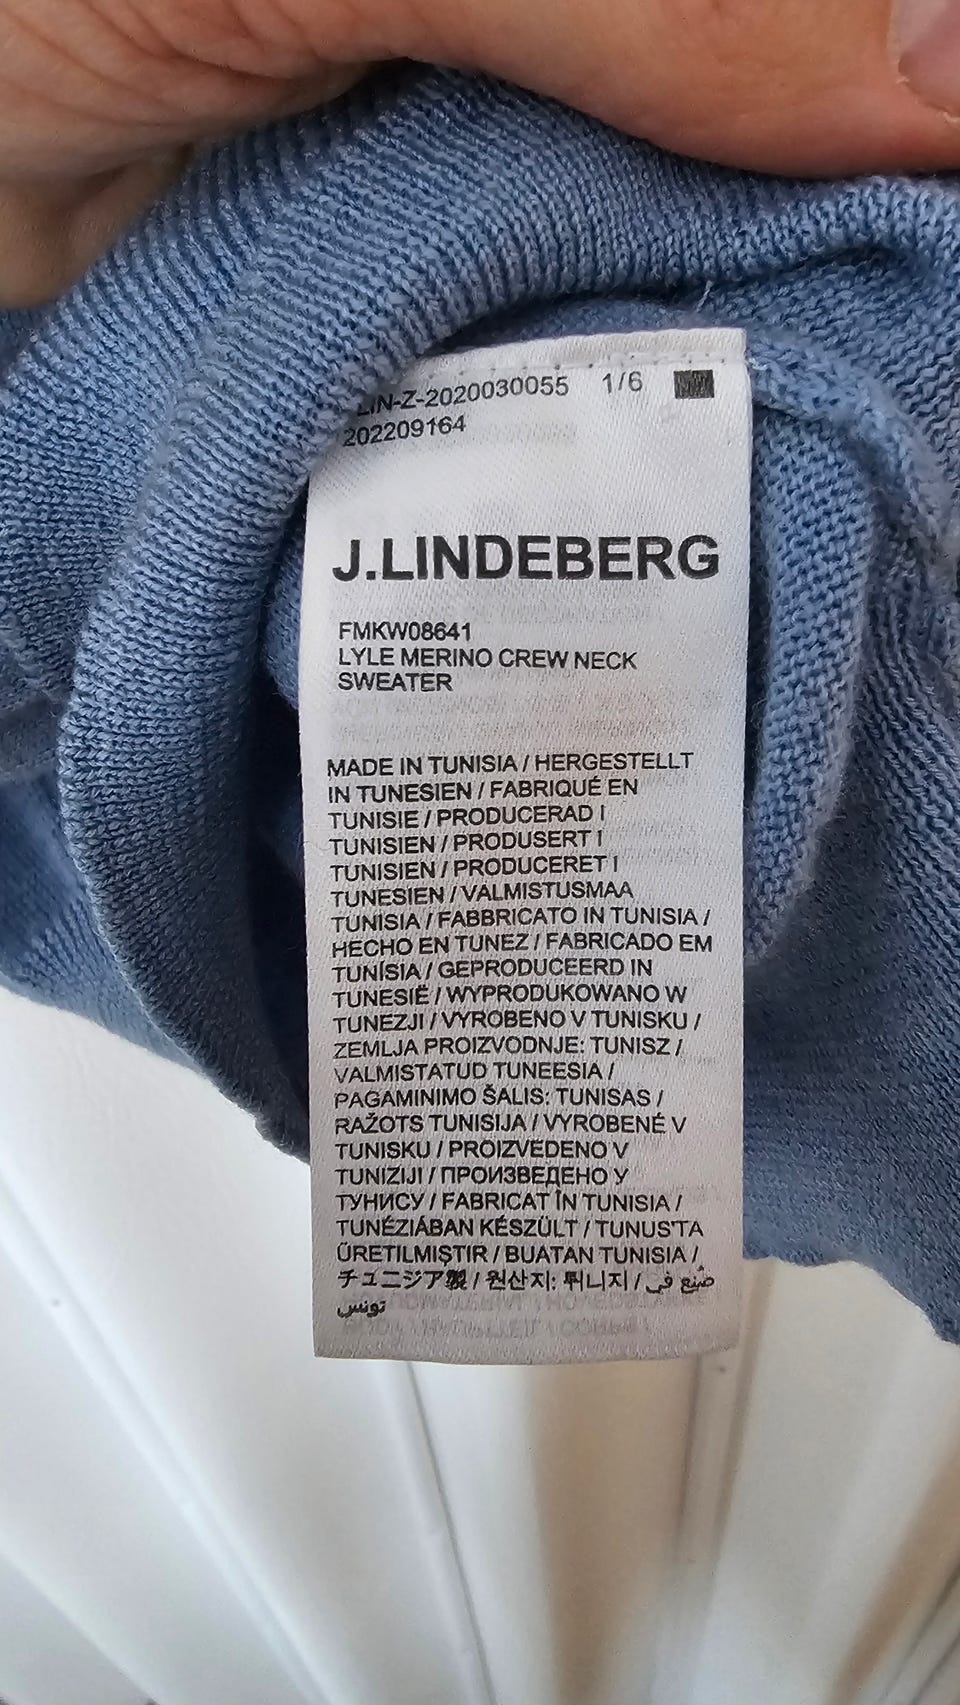 LIN-Z-2020030055 1/6
202209164
J.LINDEBERG
FMKW08641
LYLE MERINO CREW NECK
SWEATER
MADE IN TUNISIA / HERGESTELLT
IN TUNESIEN / FABRIQUÉ EN
TUNISIE / PRODUCERAD I
TUNISIEN / PRODUSERT I
TUNISIEN / PRODUCERET I
TUNESIEN / VALMISTUSMAA
TUNISIA / FABBRICATO IN TUNISIA /
HECHO EN TUNEZ / FABRICADO EM
TUNÍSIA / GEPRODUCEERD IN
TUNESIË / WYPRODUKOWANO W
TUNEZJI / VYROBENO V TUNISKU /
ZEMLJA PROIZVODNJE: TUNISZ /
VALMISTATUD TUNEESIA /
PAGAMINIMO ŠALIS: TUNISAS /
RAŽOTS TUNISIJA / VYROBENÉ V
TUNISKU / PROIZVEDENO V
TUNIZIJI / ПРОИЗВЕДЕНО У
ТУНИСУ / FABRICAT ÎN TUNISIA /
TUNÉZIÁBAN KÉSZÜLT / TUNUS'TA
ÜRETILMIŞTIR / BUATAN TUNISIA /
チュニジア製 / 원산지: 튀니지 / صُنع في
تونس